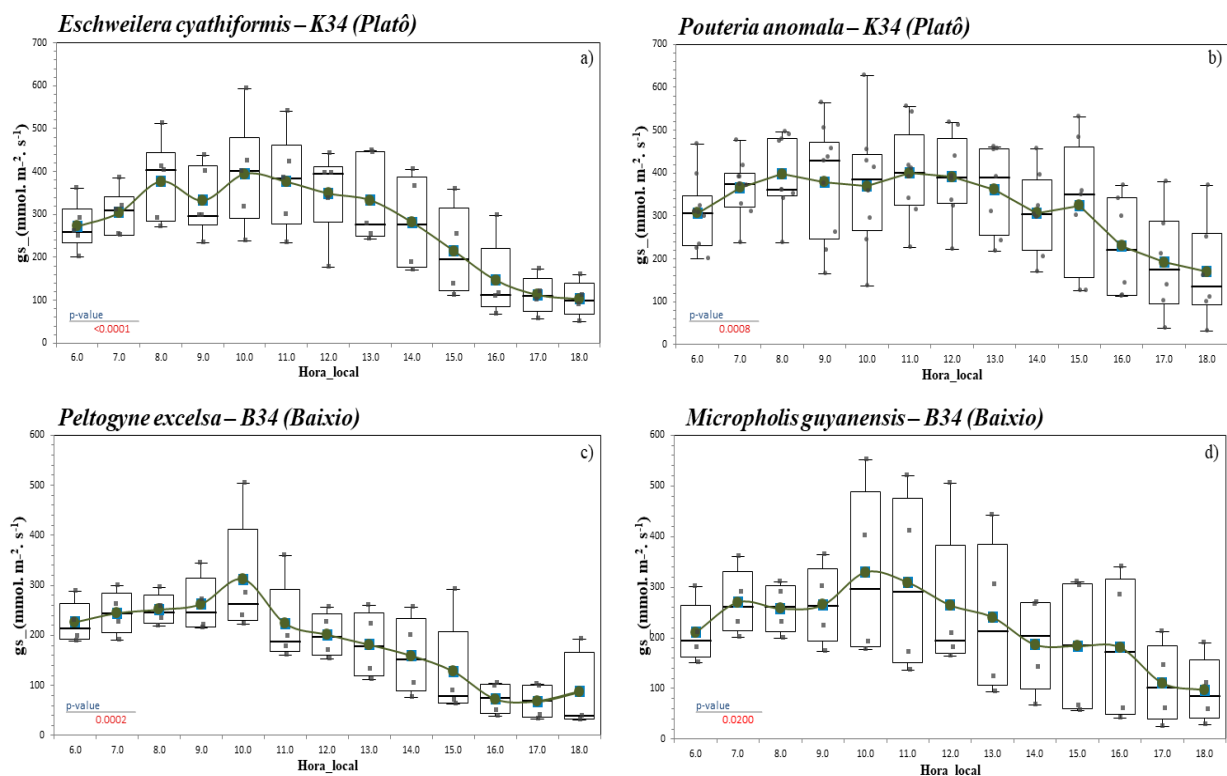 Eschweilera cyathiformis – K34 (Platô)
a)
700
600
500
400
300
200
100
0
gs_(mmol. m⁻². s⁻¹)
p-value
<0.0001
6.0 7.0 8.0 9.0 10.0 11.0 12.0 13.0 14.0 15.0 16.0 17.0 18.0
Hora_local
Pouteria anomala – K34 (Platô)
b)
700
600
500
400
300
200
100
0
gs_(mmol. m⁻². s⁻¹)
p-value
0.0008
6.0 7.0 8.0 9.0 10.0 11.0 12.0 13.0 14.0 15.0 16.0 17.0 18.0
Hora_local
Peltogyne excelsa – B34 (Baixio)
c)
600
500
400
300
200
100
0
gs_(mmol. m⁻². s⁻¹)
p-value
0.0002
6.0 7.0 8.0 9.0 10.0 11.0 12.0 13.0 14.0 15.0 16.0 17.0 18.0
Hora_local
Micropholis guyanensis – B34 (Baixio)
d)
600
500
400
300
200
100
0
gs_(mmol. m⁻². s⁻¹)
p-value
0.0200
6.0 7.0 8.0 9.0 10.0 11.0 12.0 13.0 14.0 15.0 16.0 17.0 18.0
Hora_local